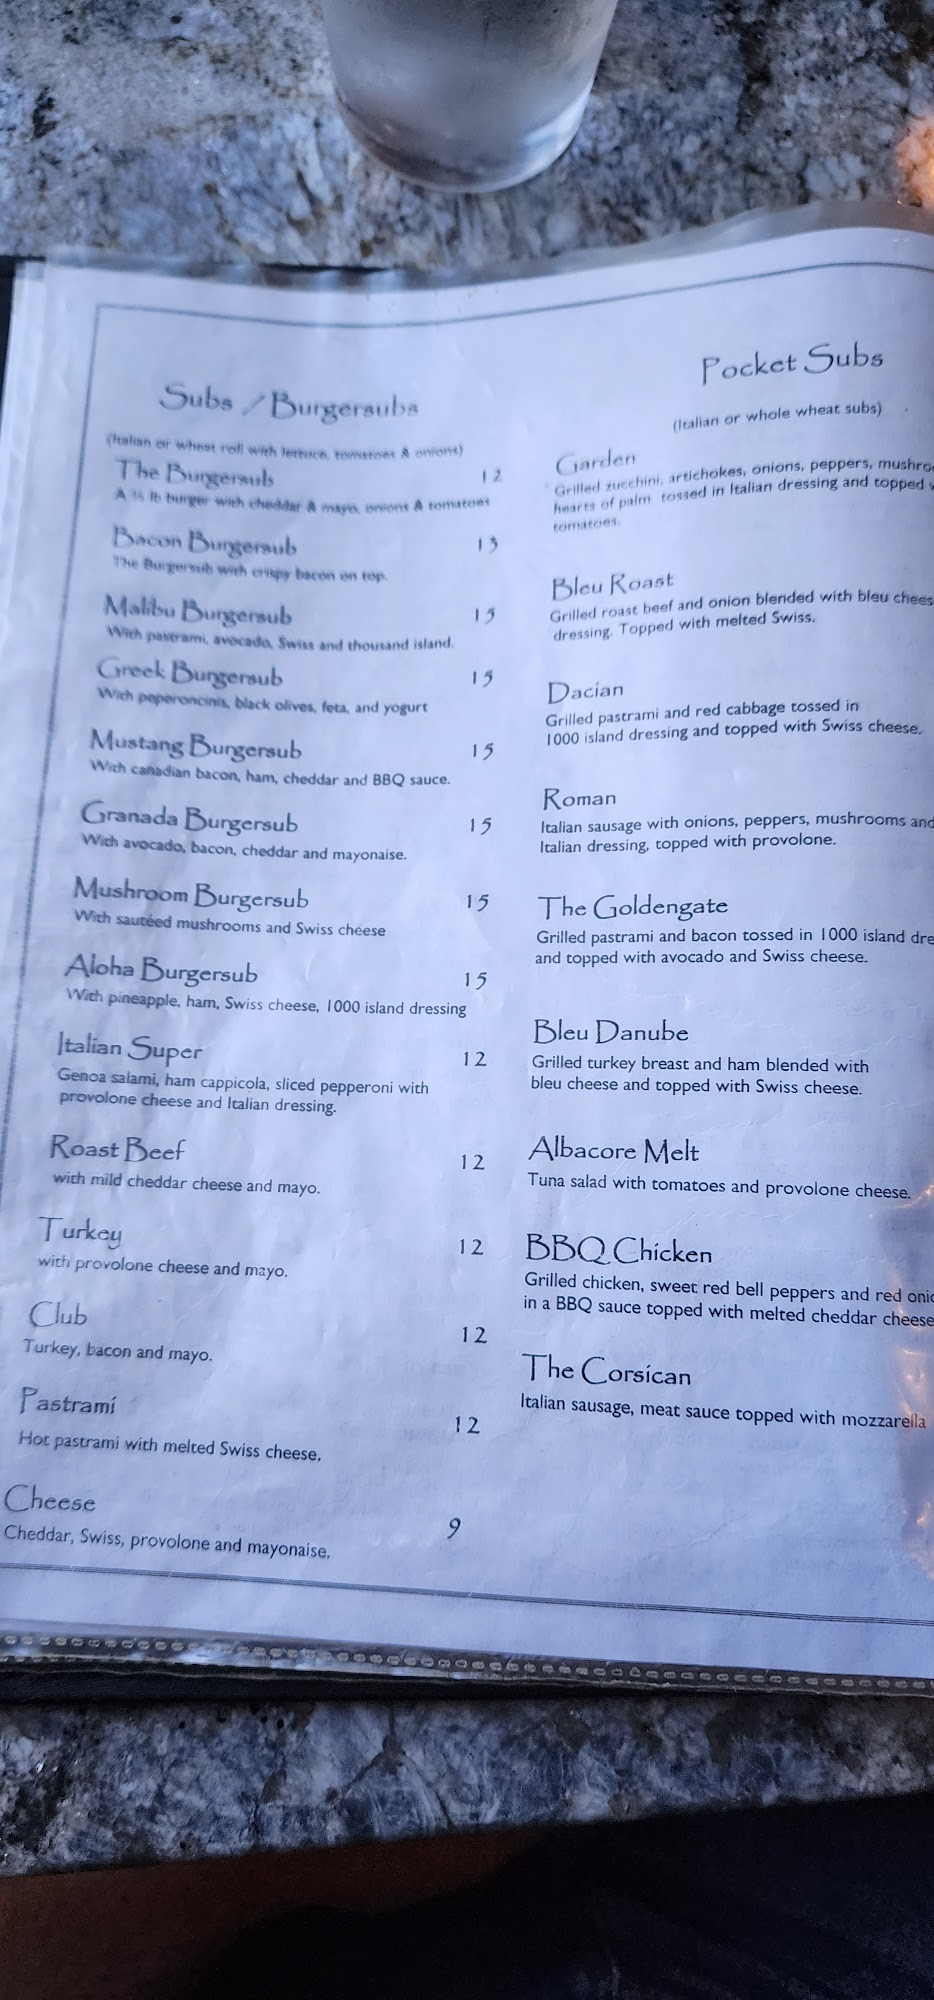 Subs / Burgersubs
(Italian or wheat roll with lettuce, tomatoes & onions)
The Burgersub 12
A ⅓ lb burger with cheddar & mayo, onions & tomatoes
Bacon Burgersub 13
The Burgersub with crispy bacon on top.
Malibu Burgersub 15
With pastrami, avocado, Swiss and thousand island.
Greek Burgersub 15
With peperoncinis, black olives, feta, and yogurt
Mustang Burgersub 15
With canadian bacon, ham, cheddar and BBQ sauce.
Granada Burgersub 15
With avocado, bacon, cheddar and mayonaise.
Mushroom Burgersub 15
With sautéed mushrooms and Swiss cheese
Aloha Burgersub 15
With pineapple, ham, Swiss cheese, 1000 island dressing
Italian Super 12
Genoa salami, ham cappicola, sliced pepperoni with
provolone cheese and Italian dressing.
Roast Beef 12
with mild cheddar cheese and mayo.
Turkey 12
with provolone cheese and mayo.
Club 12
Turkey, bacon and mayo.
Pastrami 12
Hot pastrami with melted Swiss cheese.
Cheese 9
Cheddar, Swiss, provolone and mayonaise.
Pocket Subs
(Italian or whole wheat subs)
Garden
Grilled zucchini, artichokes, onions, peppers, mushro
hearts of palm tossed in Italian dressing and topped
tomatoes.
Bleu Roast
Grilled roast beef and onion blended with bleu chees
dressing. Topped with melted Swiss.
Dacian
Grilled pastrami and red cabbage tossed in
1000 island dressing and topped with Swiss cheese.
Roman
Italian sausage with onions, peppers, mushrooms and
Italian dressing, topped with provolone.
The Goldengate
Grilled pastrami and bacon tossed in 1000 island dre
and topped with avocado and Swiss cheese.
Bleu Danube
Grilled turkey breast and ham blended with
bleu cheese and topped with Swiss cheese.
Albacore Melt
Tuna salad with tomatoes and provolone cheese.
BBQ Chicken
Grilled chicken, sweet red bell peppers and red onio
in a BBQ sauce topped with melted cheddar cheese
The Corsican
Italian sausage, meat sauce topped with mozzarella